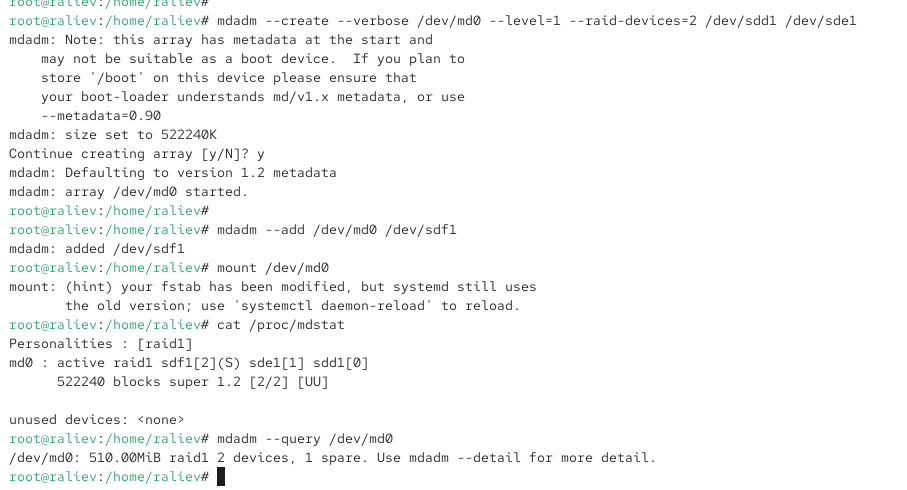 root@raliev:/home/raliev#
root@raliev:/home/raliev# mdadm --create --verbose /dev/md0 --level=1 --raid-devices=2 /dev/sdd1 /dev/sde1
mdadm: Note: this array has metadata at the start and
    may not be suitable as a boot device.  If you plan to
    store '/boot' on this device please ensure that
    your boot-loader understands md/v1.x metadata, or use
    --metadata=0.90
mdadm: size set to 522240K
Continue creating array [y/N]? y
mdadm: Defaulting to version 1.2 metadata
mdadm: array /dev/md0 started.
root@raliev:/home/raliev#
root@raliev:/home/raliev# mdadm --add /dev/md0 /dev/sdf1
mdadm: added /dev/sdf1
root@raliev:/home/raliev# mount /dev/md0
mount: (hint) your fstab has been modified, but systemd still uses
       the old version; use 'systemctl daemon-reload' to reload.
root@raliev:/home/raliev# cat /proc/mdstat
Personalities : [raid1]
md0 : active raid1 sdf1[2](S) sde1[1] sdd1[0]
      522240 blocks super 1.2 [2/2] [UU]

unused devices: <none>
root@raliev:/home/raliev# mdadm --query /dev/md0
/dev/md0: 510.00MiB raid1 2 devices, 1 spare. Use mdadm --detail for more detail.
root@raliev:/home/raliev#